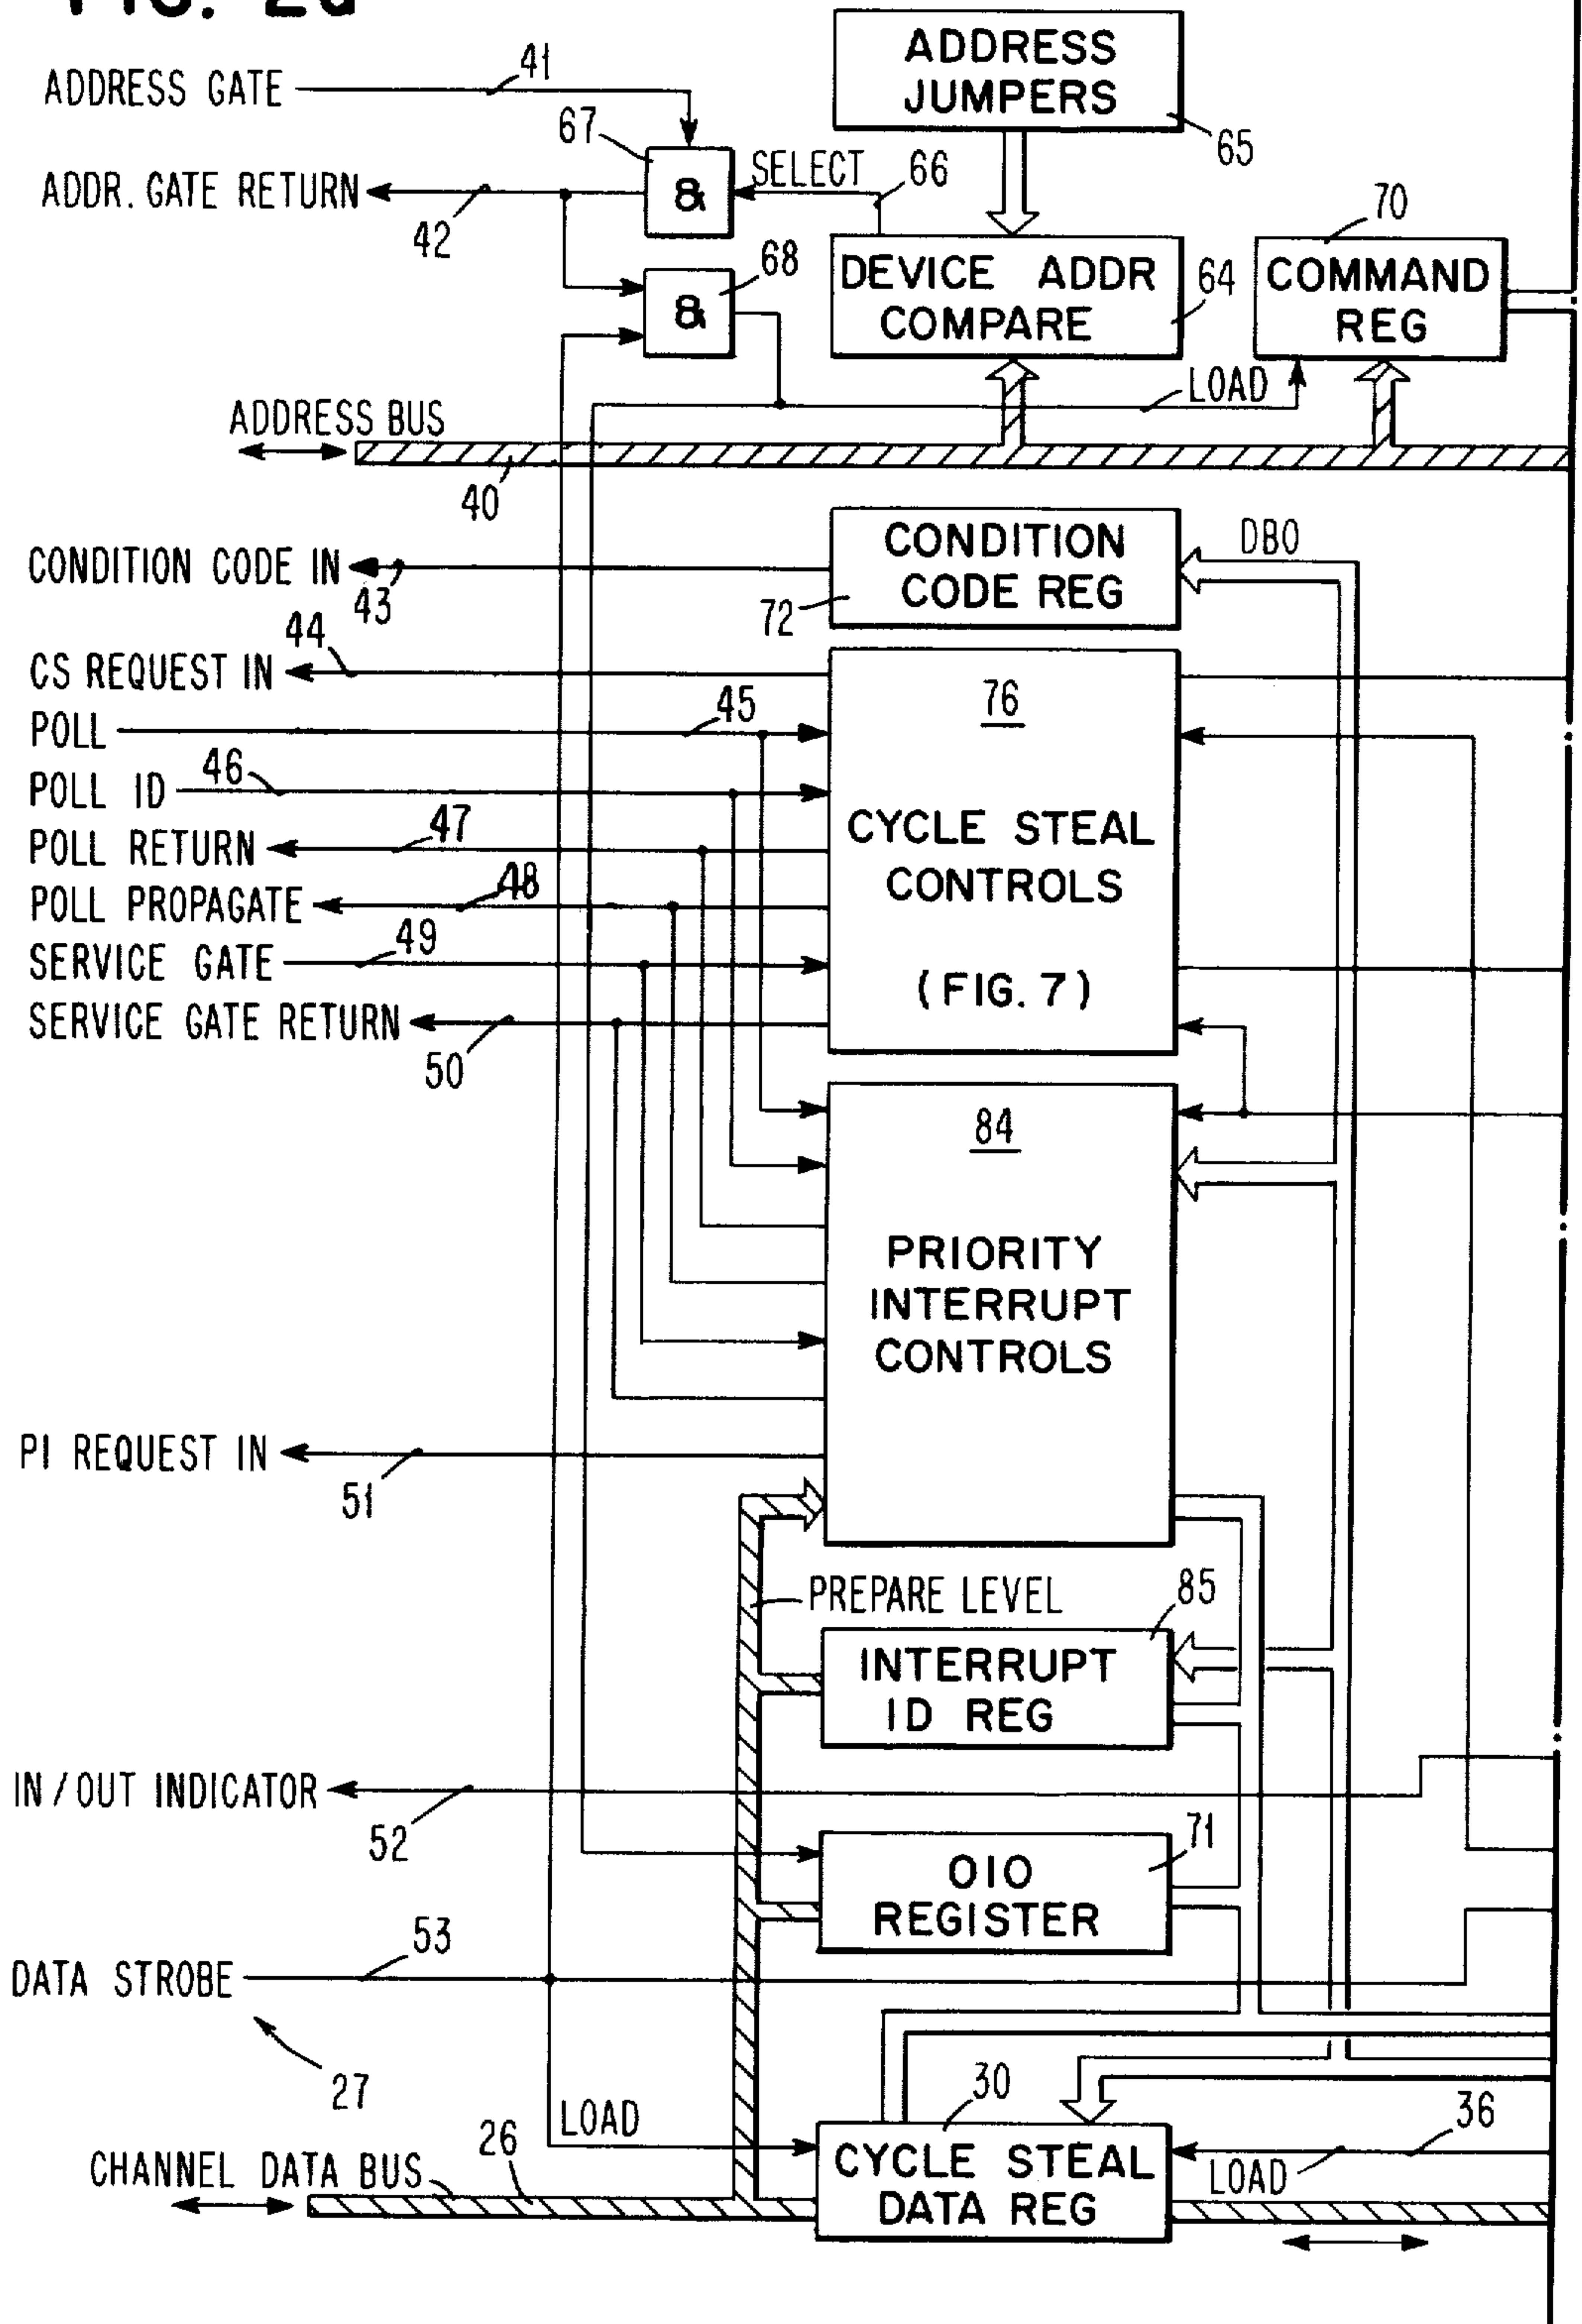 FIG. 2a
ADDRESS GATE
41
ADDRESS
JUMPERS
65
67
&
SELECT
66
ADDR. GATE RETURN
42
70
68
&
DEVICE ADDR
COMPARE
64
COMMAND
REG
LOAD
ADDRESS BUS
40
CONDITION CODE IN
43
CONDITION
CODE REG
72
DBO
44
CS REQUEST IN
76
POLL
45
POLL ID
46
CYCLE STEAL
CONTROLS
(FIG. 7)
POLL RETURN
47
POLL PROPAGATE
48
SERVICE GATE
49
SERVICE GATE RETURN
50
84
PRIORITY
INTERRUPT
CONTROLS
PI REQUEST IN
51
PREPARE LEVEL
85
INTERRUPT
ID REG
IN/OUT INDICATOR
52
71
OIO
REGISTER
DATA STROBE
53
27
LOAD
30
36
CHANNEL DATA BUS
26
CYCLE STEAL
DATA REG
LOAD